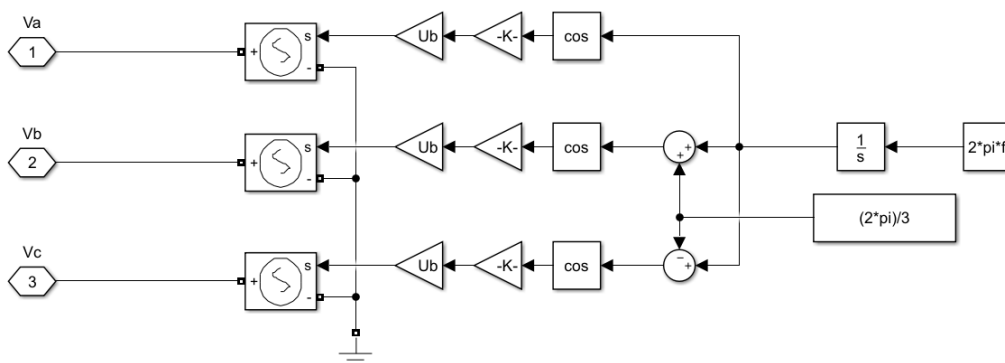 Va
1
+
s
-
Ub
-K-
cos
Vb
2
+
s
-
Ub
-K-
cos
+
+
1
s
2*pi*f
(2*pi)/3
Vc
3
+
s
-
Ub
-K-
cos
-
+